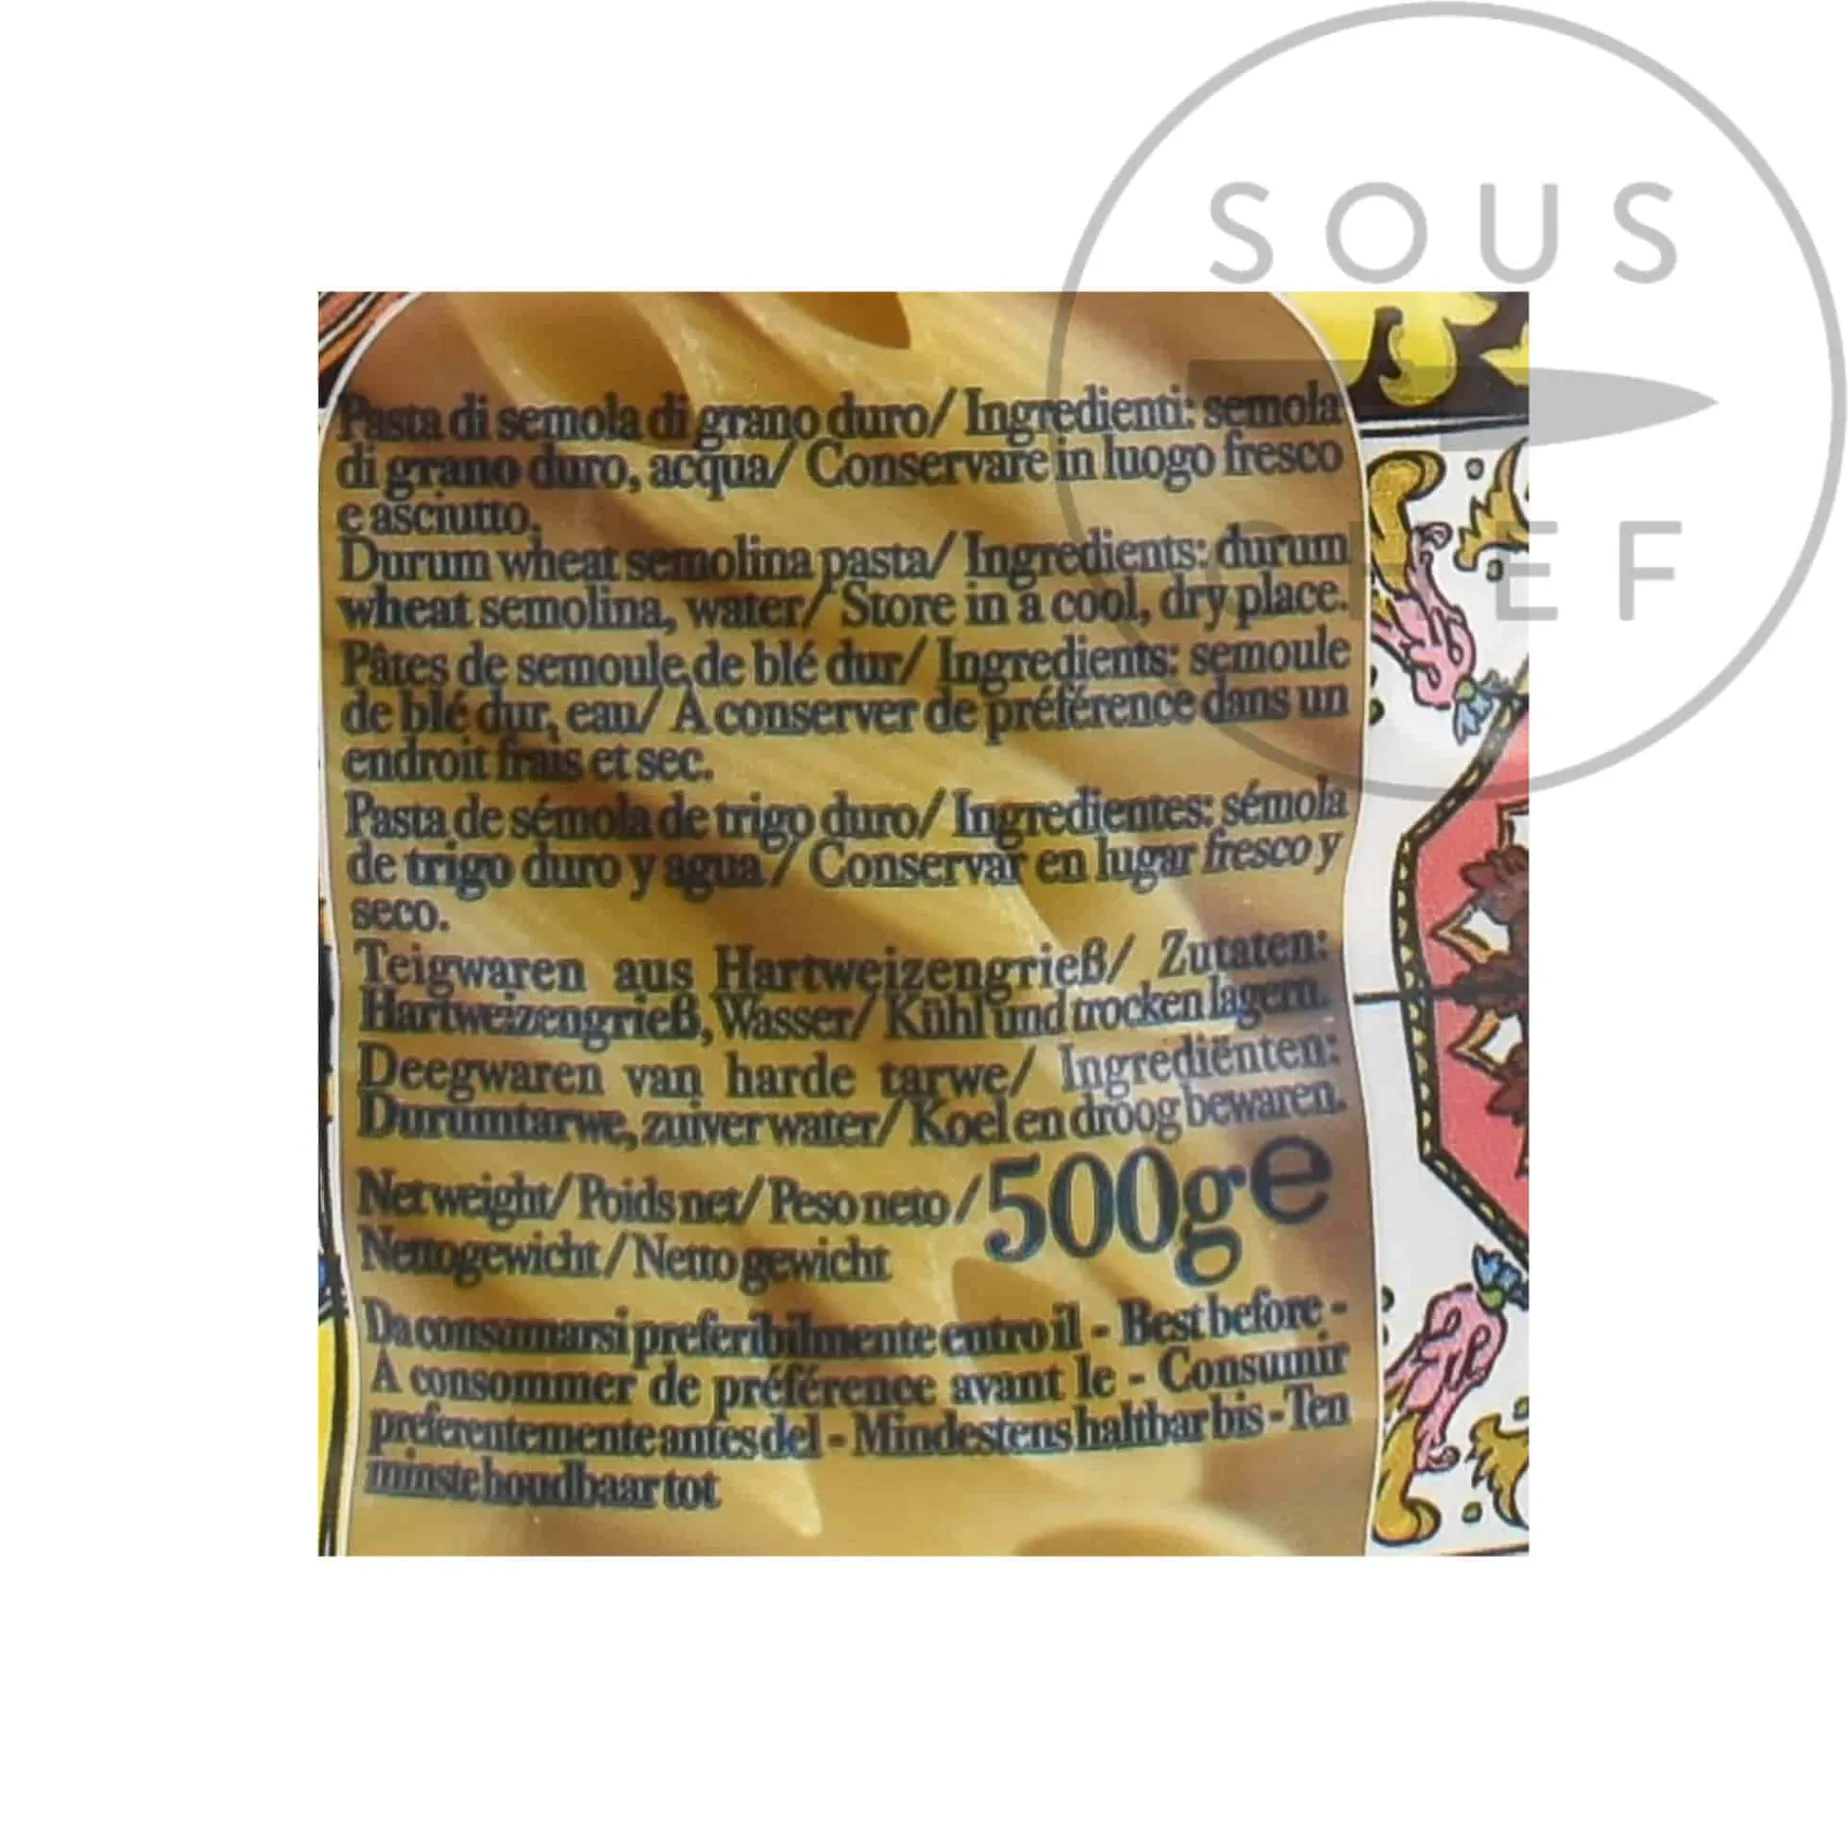 SOUS
CHEF
Pasta di semola di grano duro/ Ingredienti: semola
di grano duro, acqua/ Conservare in luogo fresco
e asciutto.
Durum wheat semolina pasta/ Ingredients: durum
wheat semolina, water/ Store in a cool, dry place.
Pâtes de semoule de blé dur/ Ingredients: semoule
de blé dur, eau/ A conserver de préférence dans un
endroit frais et sec.
Pasta de sémola de trigo duro/ Ingredientes: sémola
de trigo duro y agua/ Conservar en lugar fresco y
seco.
Teigwaren aus Hartweizengrieß/ Zutaten:
Hartweizengrieß, Wasser/ Kühl und trocken lagern.
Deegwaren van harde tarwe/ Ingrediënten:
Durumtarwe, zuiver water/ Koel en droog bewaren.
Net weight/ Poids net/ Peso neto/ 500g e
Nettogewicht/ Netto gewicht
Da consumarsi preferibilmente entro il - Best before -
A consommer de préférence avant le - Consumir
preferentemente antes del - Mindestens haltbar bis - Ten
minste houdbaar tot